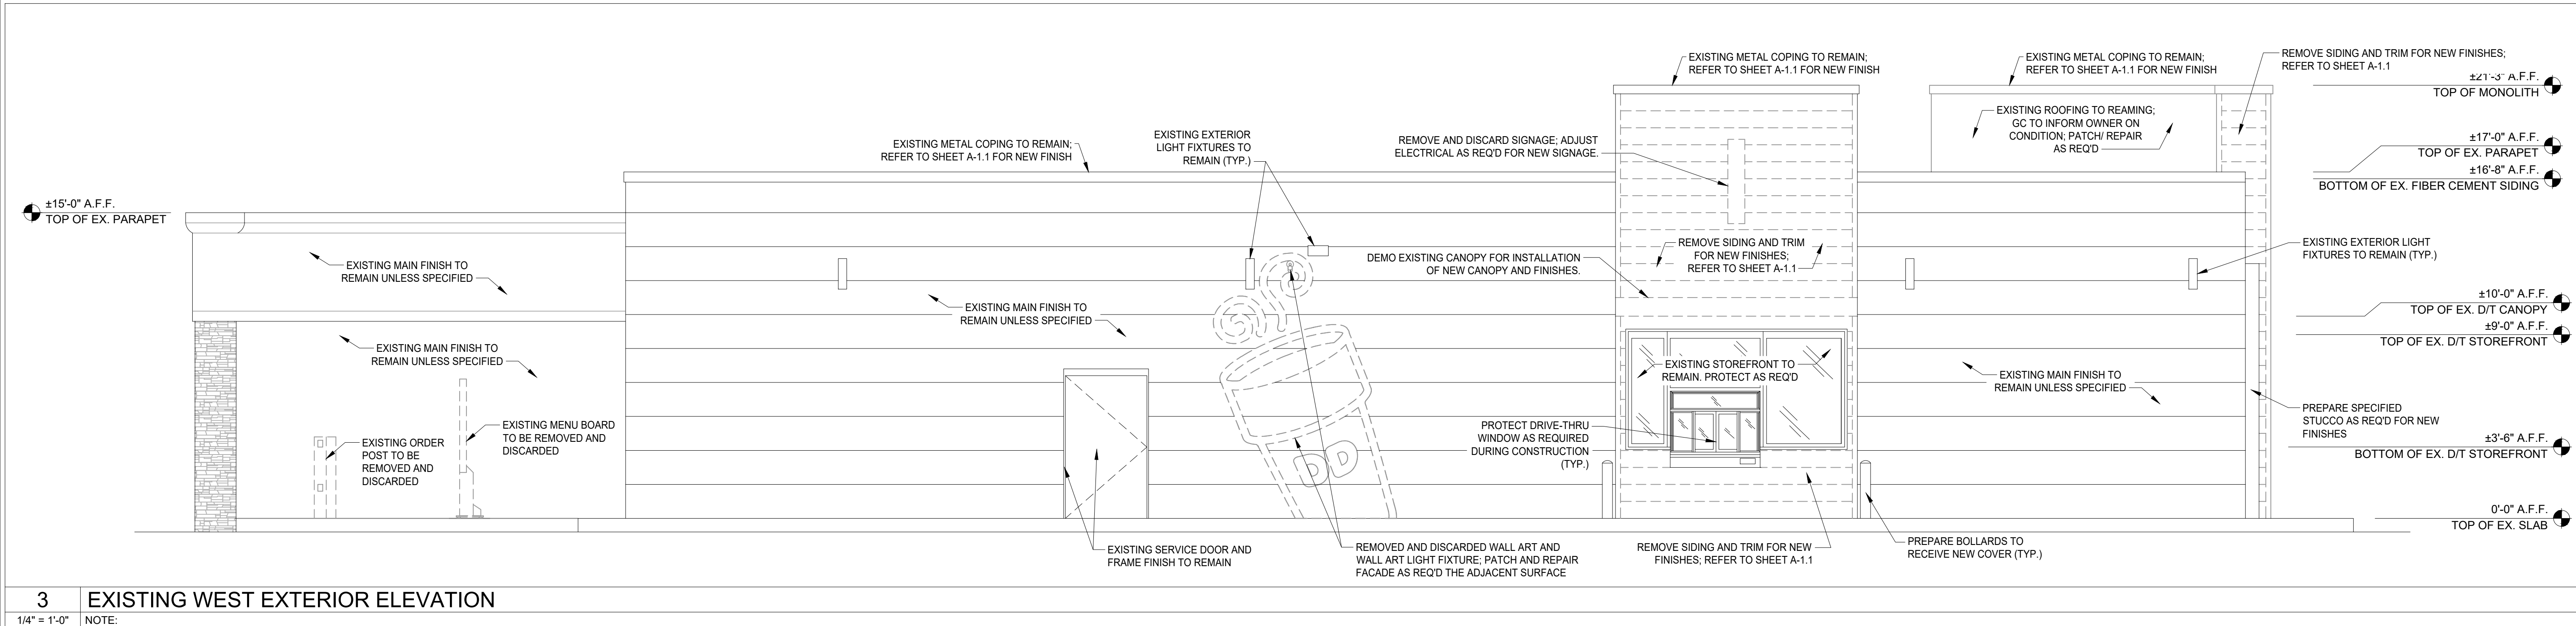 EXISTING METAL COPING TO REMAIN;
REFER TO SHEET A-1.1 FOR NEW FINISH
EXISTING METAL COPING TO REMAIN;
REFER TO SHEET A-1.1 FOR NEW FINISH
REMOVE SIDING AND TRIM FOR NEW FINISHES;
REFER TO SHEET A-1.1
±21'-3" A.F.F.
TOP OF MONOLITH
EXISTING ROOFING TO REAMING;
GC TO INFORM OWNER ON
CONDITION; PATCH/ REPAIR
AS REQ'D
EXISTING METAL COPING TO REMAIN;
REFER TO SHEET A-1.1 FOR NEW FINISH
EXISTING EXTERIOR
LIGHT FIXTURES TO
REMAIN (TYP.)
REMOVE AND DISCARD SIGNAGE; ADJUST
ELECTRICAL AS REQ'D FOR NEW SIGNAGE.
±17'-0" A.F.F.
TOP OF EX. PARAPET
±16'-8" A.F.F.
BOTTOM OF EX. FIBER CEMENT SIDING
±15'-0" A.F.F.
TOP OF EX. PARAPET
EXISTING MAIN FINISH TO
REMAIN UNLESS SPECIFIED
DEMO EXISTING CANOPY FOR INSTALLATION
OF NEW CANOPY AND FINISHES.
REMOVE SIDING AND TRIM
FOR NEW FINISHES;
REFER TO SHEET A-1.1
EXISTING EXTERIOR LIGHT
FIXTURES TO REMAIN (TYP.)
EXISTING MAIN FINISH TO
REMAIN UNLESS SPECIFIED
±10'-0" A.F.F.
TOP OF EX. D/T CANOPY
±9'-0" A.F.F.
TOP OF EX. D/T STOREFRONT
EXISTING MAIN FINISH TO
REMAIN UNLESS SPECIFIED
EXISTING STOREFRONT TO
REMAIN. PROTECT AS REQ'D
EXISTING MAIN FINISH TO
REMAIN UNLESS SPECIFIED
EXISTING ORDER
POST TO BE
REMOVED AND
DISCARDED
EXISTING MENU BOARD
TO BE REMOVED AND
DISCARDED
DD
PROTECT DRIVE-THRU
WINDOW AS REQUIRED
DURING CONSTRUCTION
(TYP.)
PREPARE SPECIFIED
STUCCO AS REQ'D FOR NEW
FINISHES
±3'-6" A.F.F.
BOTTOM OF EX. D/T STOREFRONT
0'-0" A.F.F.
TOP OF EX. SLAB
EXISTING SERVICE DOOR AND
FRAME FINISH TO REMAIN
REMOVED AND DISCARDED WALL ART AND
WALL ART LIGHT FIXTURE; PATCH AND REPAIR
FACADE AS REQ'D THE ADJACENT SURFACE
REMOVE SIDING AND TRIM FOR NEW
FINISHES; REFER TO SHEET A-1.1
PREPARE BOLLARDS TO
RECEIVE NEW COVER (TYP.)
3 EXISTING WEST EXTERIOR ELEVATION
1/4" = 1'-0" NOTE: